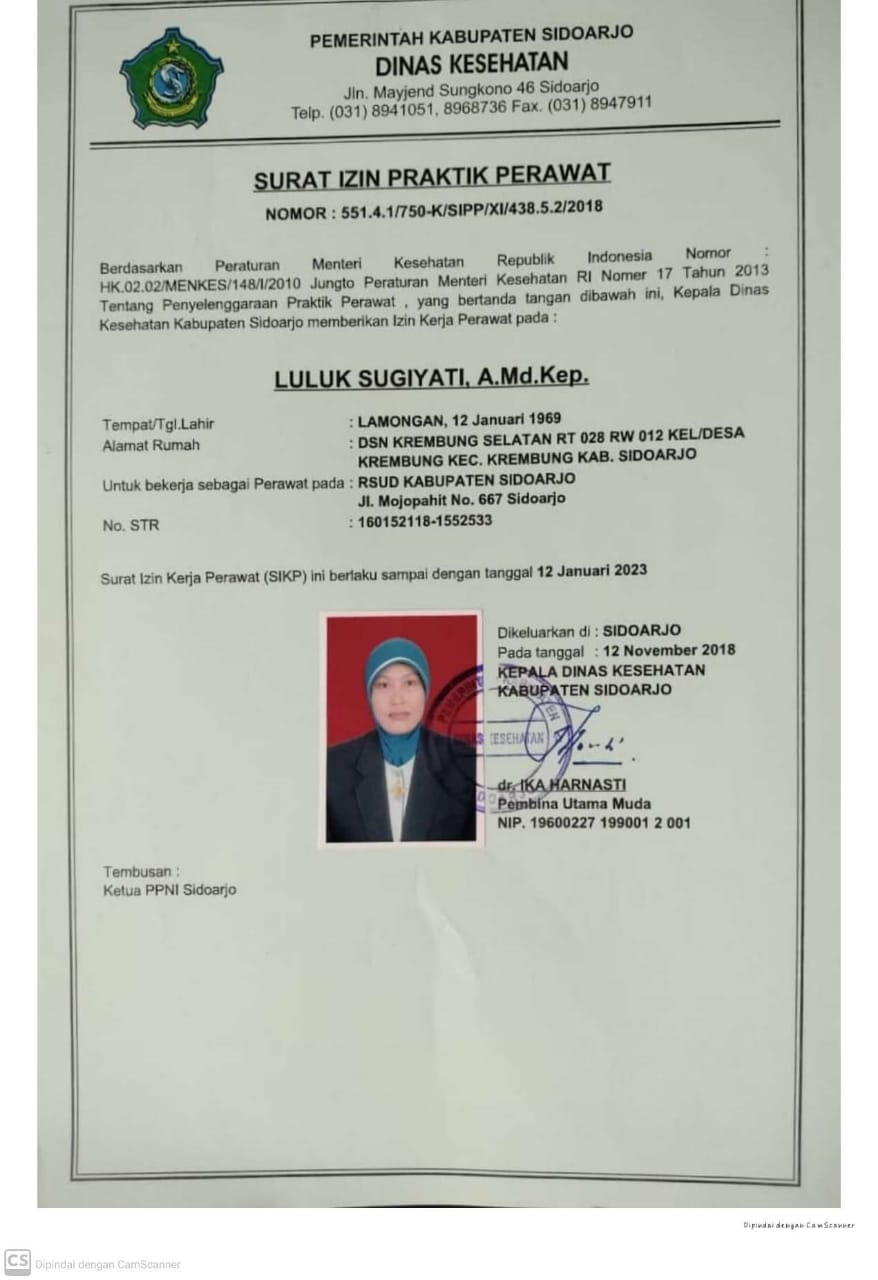 PEMERINTAH KABUPATEN SIDOARJO
DINAS KESEHATAN
Jln. Mayjend Sungkono 46 Sidoarjo
Telp. (031) 8941051, 8968736 Fax. (031) 8947911
SURAT IZIN PRAKTIK PERAWAT
NOMOR : 551.4.1/750-K/SIPP/XI/438.5.2/2018
Berdasarkan Peraturan Menteri Kesehatan Republik Indonesia Nomor :
HK.02.02/MENKES/148/I/2010 Jungto Peraturan Menteri Kesehatan RI Nomer 17 Tahun 2013
Tentang Penyelenggaraan Praktik Perawat , yang bertanda tangan dibawah ini, Kepala Dinas
Kesehatan Kabupaten Sidoarjo memberikan Izin Kerja Perawat pada :
LULUK SUGIYATI, A.Md.Kep.
Tempat/Tgl.Lahir : LAMONGAN, 12 Januari 1969
Alamat Rumah : DSN KREMBUNG SELATAN RT 028 RW 012 KEL/DESA
KREMBUNG KEC. KREMBUNG KAB. SIDOARJO
Untuk bekerja sebagai Perawat pada : RSUD KABUPATEN SIDOARJO
Jl. Mojopahit No. 667 Sidoarjo
No. STR : 160152118-1552533
Surat Izin Kerja Perawat (SIKP) ini berlaku sampai dengan tanggal 12 Januari 2023
Dikeluarkan di : SIDOARJO
Pada tanggal : 12 November 2018
KEPALA DINAS KESEHATAN
KABUPATEN SIDOARJO
dr. IKA HARNASTI
Pembina Utama Muda
NIP. 19600227 199001 2 001
Tembusan :
Ketua PPNI Sidoarjo
Dipindai dengan CamScanner
CS Dipindai dengan CamScanner